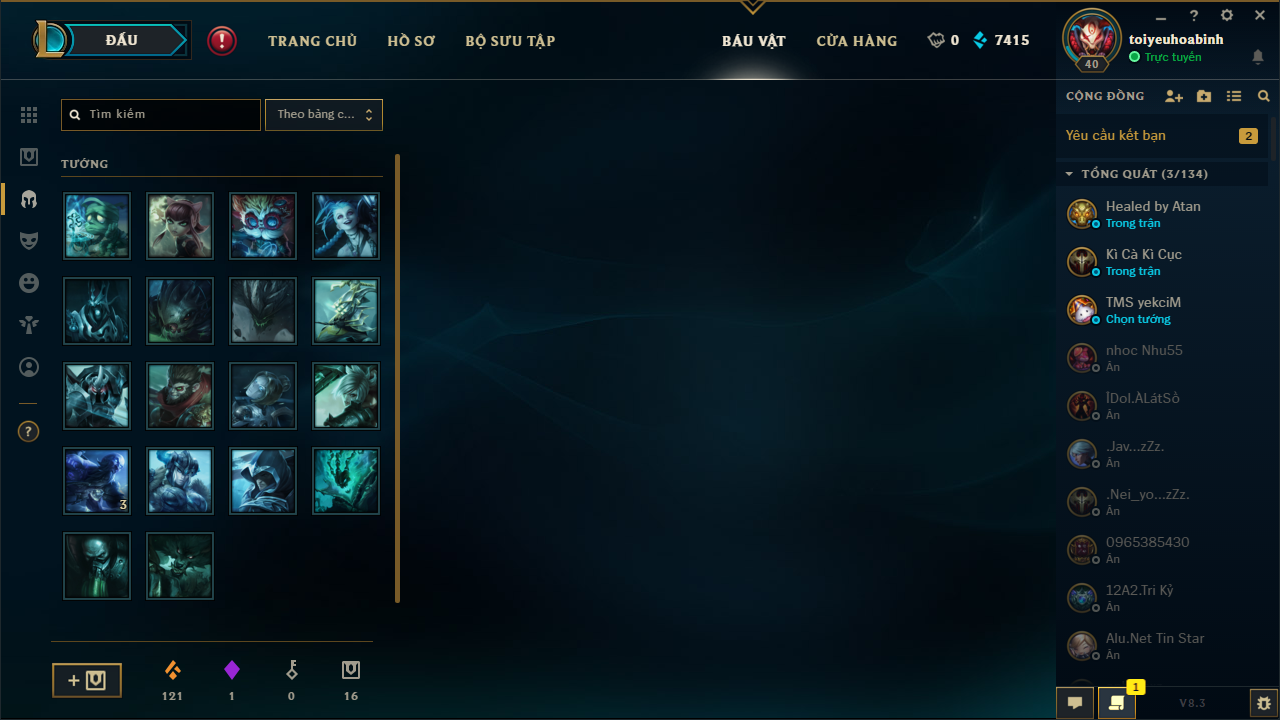 ĐẤU
TRANG CHỦ
HỒ SƠ
BỘ SƯU TẬP
BÁU VẬT
CỬA HÀNG
0
7415
40
toiyeuhoabinh
Trực tuyến
Tìm kiếm
Theo bảng c...
TƯỚNG
3
121
1
0
16
CỘNG ĐỒNG
Yêu cầu kết bạn
2
TỔNG QUÁT (3/134)
Healed by Atan
Trong trận
Kì Cà Kì Cục
Trong trận
TMS yekciM
Chọn tướng
nhoc Nhu55
Ẩn
ÌDol.ÀLátSò
Ẩn
.Jav...zZz.
Ẩn
.Nei_yo...zZz.
Ẩn
0965385430
Ẩn
12A2.Tri Kỷ
Ẩn
Alu.Net Tin Star
Ẩn
1
V8.3